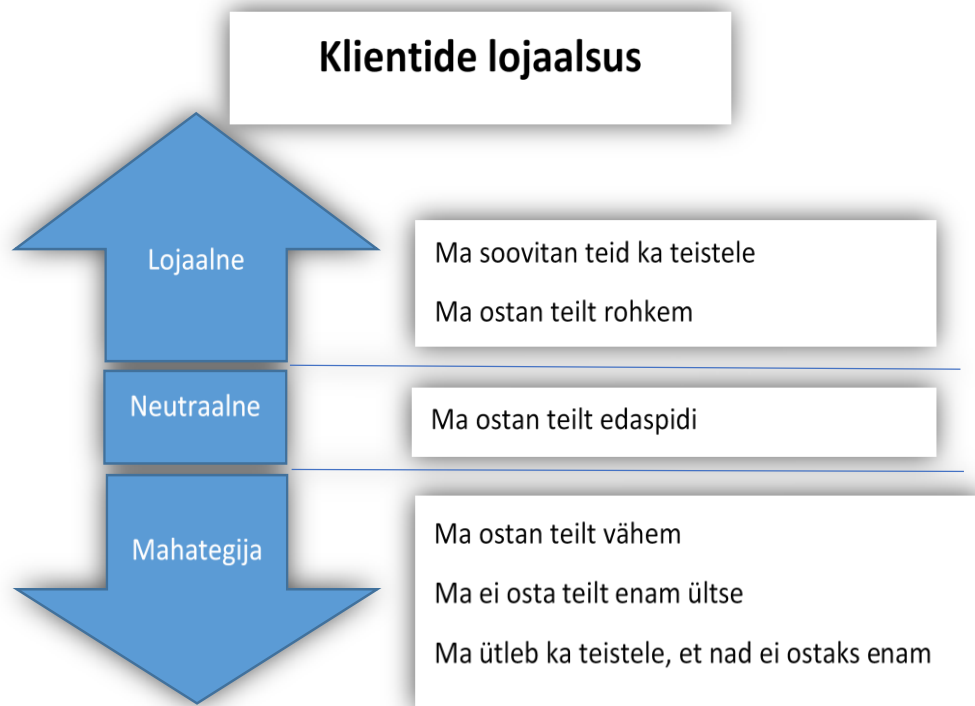 Klientide lojaalsus
Lojaalne
Ma soovitan teid ka teistele
Ma ostan teilt rohkem
Neutraalne
Ma ostan teilt edaspidi
Mahategija
Ma ostan teilt vähem
Ma ei osta teilt enam ültse
Ma ütleb ka teistele, et nad ei ostaks enam